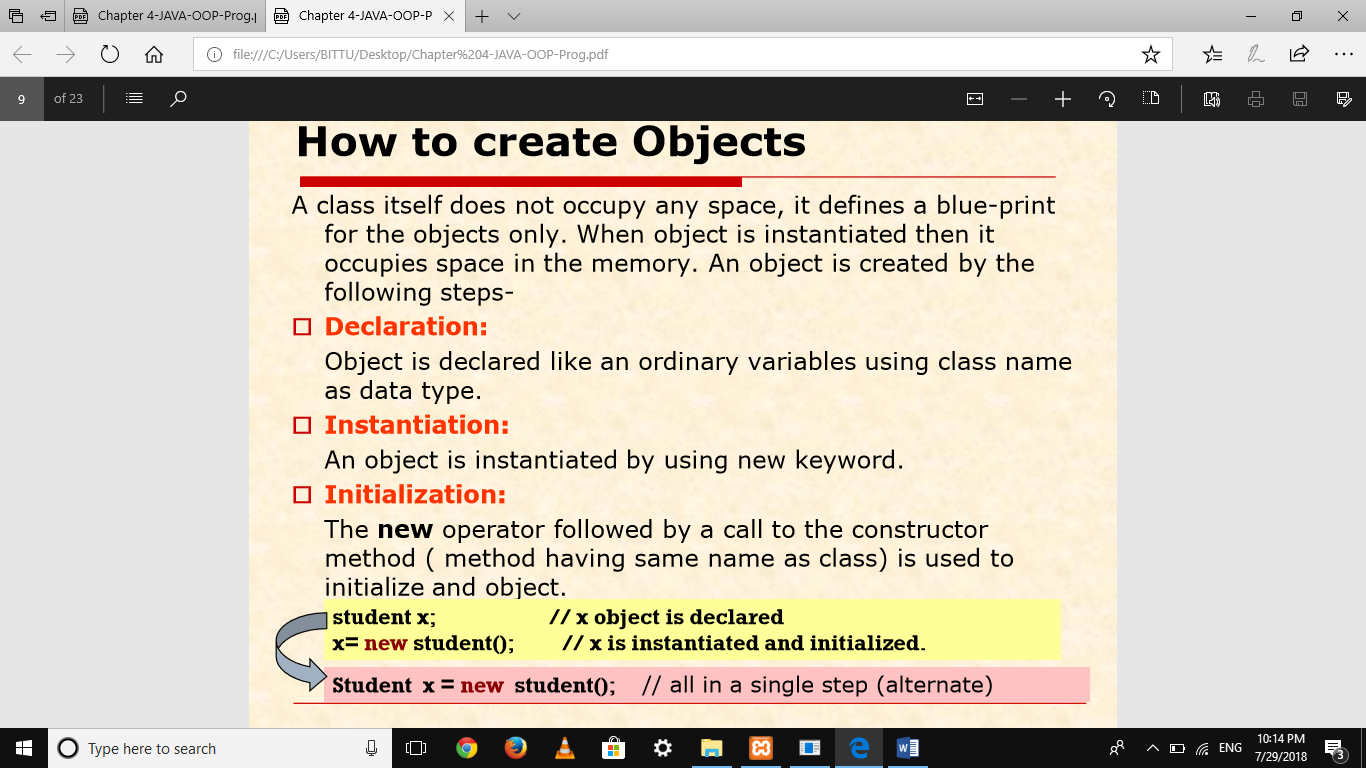 Chapter 4-JAVA-OOP-Prog.p
Chapter 4-JAVA-OOP-P
file:///C:/Users/BITTU/Desktop/Chapter%204-JAVA-OOP-Prog.pdf
9 of 23
How to create Objects
A class itself does not occupy any space, it defines a blue-print
for the objects only. When object is instantiated then it
occupies space in the memory. An object is created by the
following steps-
Declaration:
Object is declared like an ordinary variables using class name
as data type.
Instantiation:
An object is instantiated by using new keyword.
Initialization:
The new operator followed by a call to the constructor
method ( method having same name as class) is used to
initialize and object.
student x; // x object is declared
x= new student(); // x is instantiated and initialized.
Student x = new student(); // all in a single step (alternate)
Type here to search
ENG
10:14 PM
7/29/2018
3